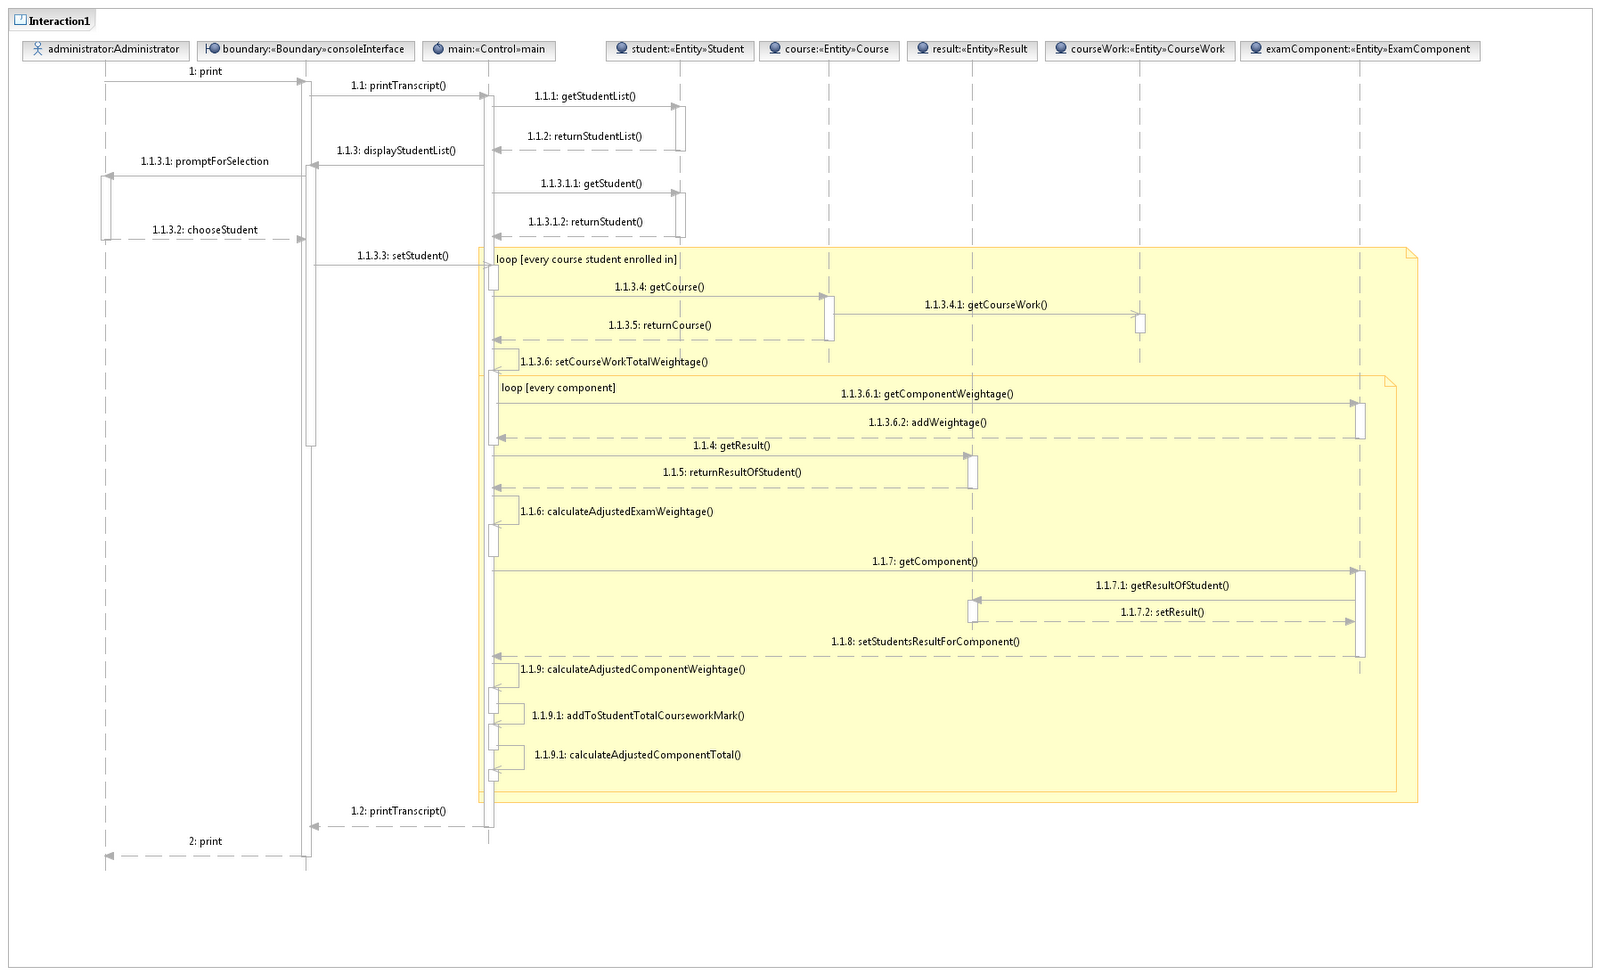 Interaction1
administrator:Administrator
boundary:«Boundary»consoleInterface
main:«Control»main
student:«Entity»Student
course:«Entity»Course
result:«Entity»Result
courseWork:«Entity»CourseWork
examComponent:«Entity»ExamComponent
1: print
1.1: printTranscript()
1.1.1: getStudentList()
1.1.2: returnStudentList()
1.1.3: displayStudentList()
1.1.3.1: promptForSelection
1.1.3.1.1: getStudent()
1.1.3.1.2: returnStudent()
1.1.3.2: chooseStudent
1.1.3.3: setStudent()
loop [every course student enrolled in]
1.1.3.4: getCourse()
1.1.3.4.1: getCourseWork()
1.1.3.5: returnCourse()
1.1.3.6: setCourseWorkTotalWeightage()
loop [every component]
1.1.3.6.1: getComponentWeightage()
1.1.3.6.2: addWeightage()
1.1.4: getResult()
1.1.5: returnResultOfStudent()
1.1.6: calculateAdjustedExamWeightage()
1.1.7: getComponent()
1.1.7.1: getResultOfStudent()
1.1.7.2: setResult()
1.1.8: setStudentsResultForComponent()
1.1.9: calculateAdjustedComponentWeightage()
1.1.9.1: addToStudentTotalCourseworkMark()
1.1.9.1: calculateAdjustedComponentTotal()
1.2: printTranscript()
2: print